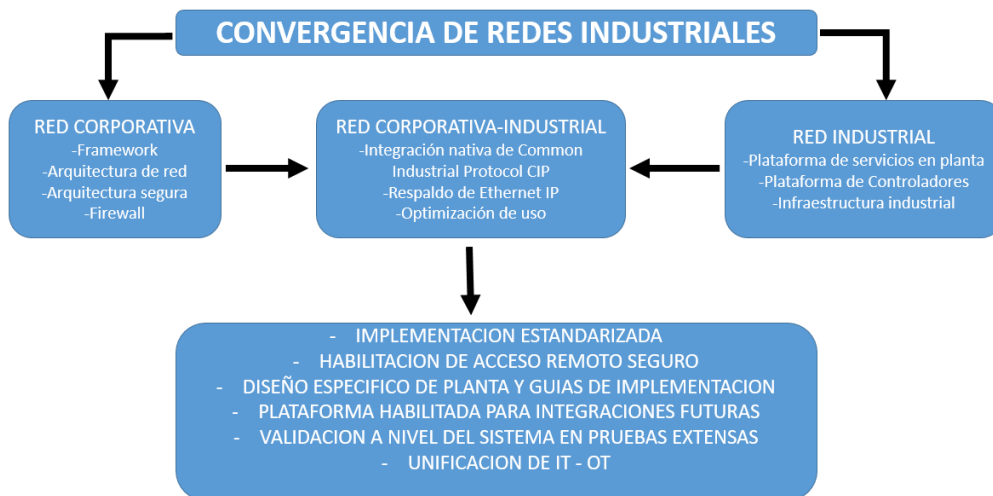 CONVERGENCIA DE REDES INDUSTRIALES
RED CORPORATIVA
-Framework
-Arquitectura de red
-Arquitectura segura
-Firewall
RED CORPORATIVA-INDUSTRIAL
-Integración nativa de Common
Industrial Protocol CIP
-Respaldo de Ethernet IP
-Optimización de uso
RED INDUSTRIAL
-Plataforma de servicios en planta
-Plataforma de Controladores
-Infraestructura industrial
- IMPLEMENTACION ESTANDARIZADA
- HABILITACION DE ACCESO REMOTO SEGURO
- DISEÑO ESPECIFICO DE PLANTA Y GUIAS DE IMPLEMENTACION
- PLATAFORMA HABILITADA PARA INTEGRACIONES FUTURAS
- VALIDACION A NIVEL DEL SISTEMA EN PRUEBAS EXTENSAS
- UNIFICACION DE IT - OT